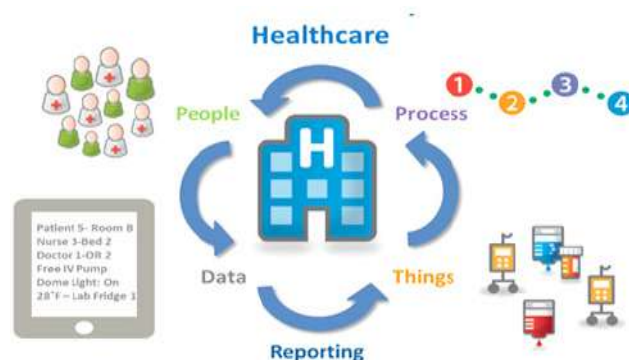 Healthcare
People
Process
1
2
3
4
H
Patient 5- Room B
Nurse 3-Bed 2
Doctor 1-OR 2
Free IV Pump
Dome Light: On
28°F – Lab Fridge 1
Data
Things
Reporting